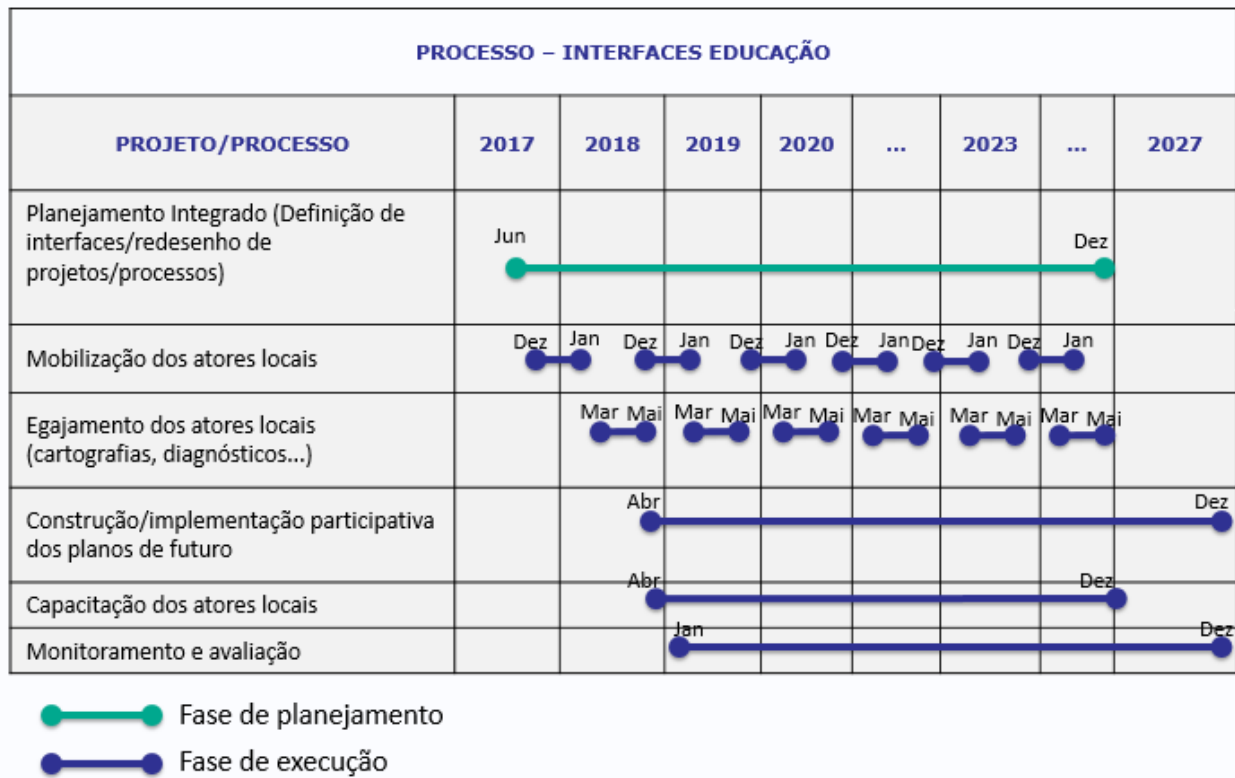 PROCESSO – INTERFACES EDUCAÇÃO
PROJETO/PROCESSO 2017 2018 2019 2020 ... 2023 ... 2027
Planejamento Integrado (Definição de
interfaces/redesenho de
projetos/processos)
Jun Dez
Mobilização dos atores locais
Dez Jan Dez Jan Dez Jan Dez Jan Dez Jan Dez Jan
Egajamento dos atores locais
(cartografias, diagnósticos...)
Mar Mai Mar Mai Mar Mai Mar Mai Mar Mai Mar Mai
Construção/implementação participativa
dos planos de futuro
Abr Dez
Capacitação dos atores locais
Abr Dez
Monitoramento e avaliação
Jan Dez
Fase de planejamento
Fase de execução